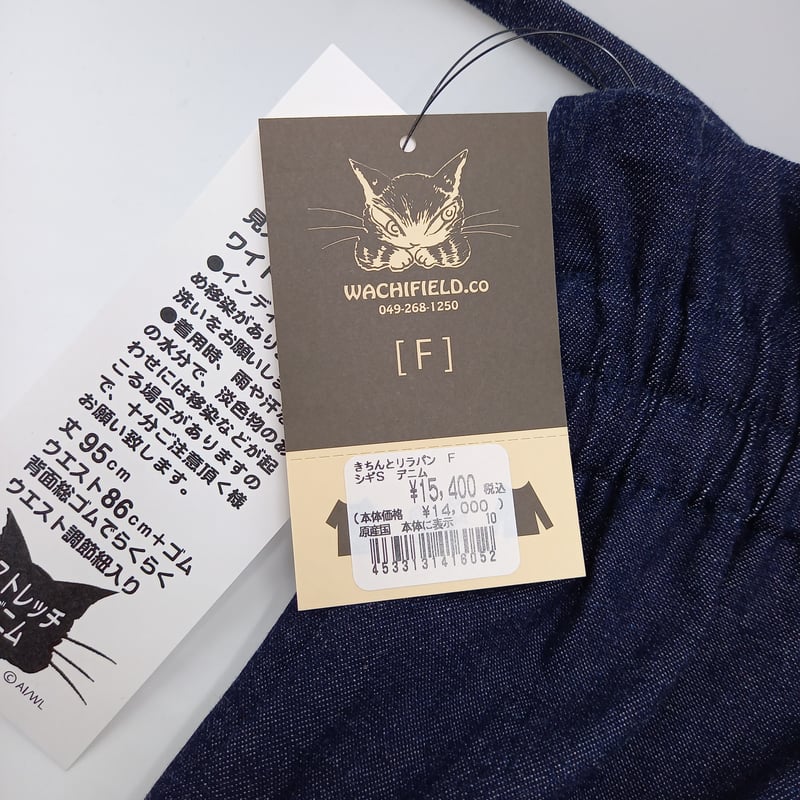 WACHIFIELD.co
049-268-1250
[F]
きちんとリラパン F
シギS デニム
¥15,400 税込
(本体価格 ¥14,000)
原産国 本体に表示 10
4533131416052
見
ワイド
●インディ
め移染があり
洗いをお願いし
●着用時、雨や汗
の水分で、淡色物のあ
わせには移染などが起
こる場合がありますの
で、十分ご注意頂く様
お願い致します。
丈95cm
ウエスト86cm+ゴム
背面総ゴムでらくらく
ウエスト調節紐入り
ストレッチ
デニム
©AI/WL